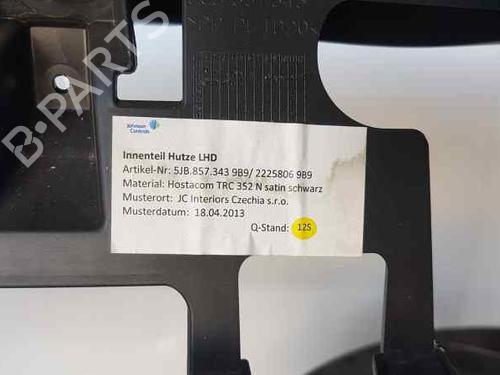 Johnson
Controls
Innenteil Hutze LHD
Artikel-Nr: 5JB.857.343 9B9/ 2225806 9B9
Material: Hostacom TRC 352 N satin schwarz
Musterort: JC Interiors Czechia s.r.o.
Musterdatum: 18.04.2013
Q-Stand: 12S
B-PARTS